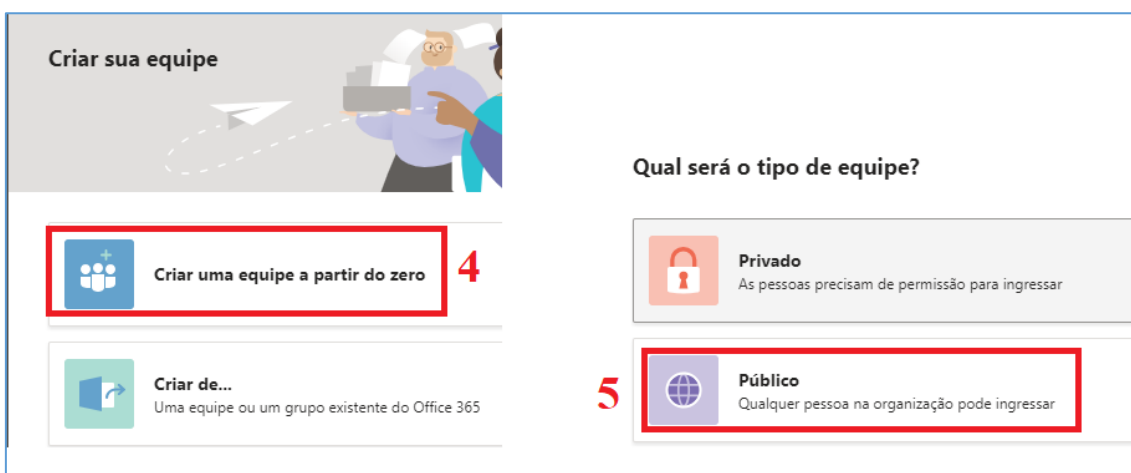 Criar sua equipe
Criar uma equipe a partir do zero
4
Criar de...
Uma equipe ou um grupo existente do Office 365
Qual será o tipo de equipe?
Privado
As pessoas precisam de permissão para ingressar
5
Público
Qualquer pessoa na organização pode ingressar